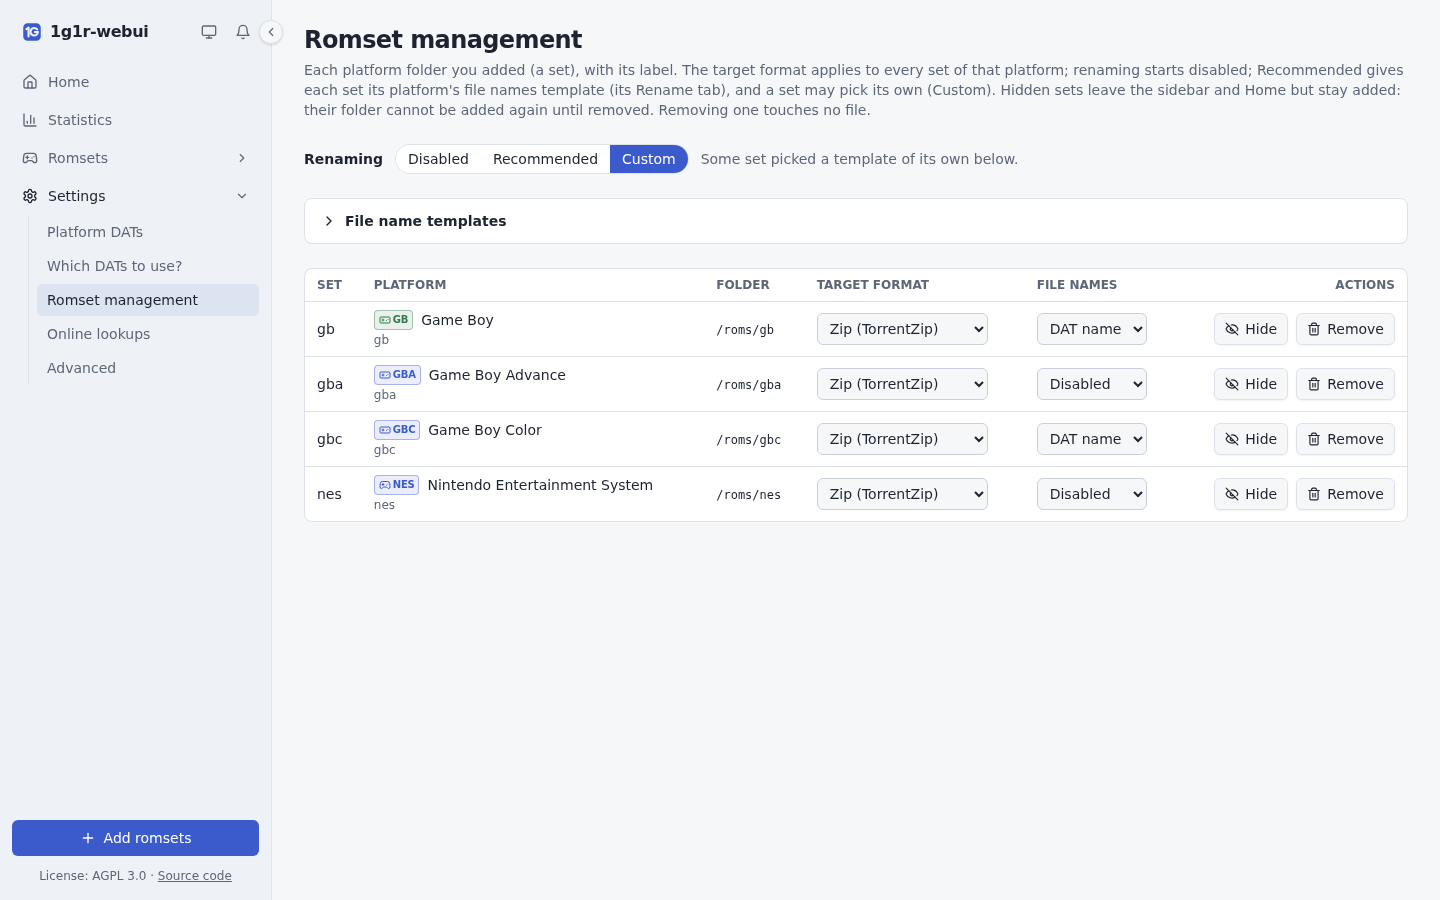 1G 1g1r-webui
Home
Statistics
Romsets
Settings
Platform DATs
Which DATs to use?
Romset management
Online lookups
Advanced
Add romsets
License: AGPL 3.0 · Source code
Romset management
Each platform folder you added (a set), with its label. The target format applies to every set of that platform; renaming starts disabled; Recommended gives
each set its platform's file names template (its Rename tab), and a set may pick its own (Custom). Hidden sets leave the sidebar and Home but stay added:
their folder cannot be added again until removed. Removing one touches no file.
Renaming Disabled Recommended Custom Some set picked a template of its own below.
File name templates
SET PLATFORM FOLDER TARGET FORMAT FILE NAMES ACTIONS
gb GB Game Boy /roms/gb Zip (TorrentZip) DAT name Hide Remove
gb
gba GBA Game Boy Advance /roms/gba Zip (TorrentZip) Disabled Hide Remove
gba
gbc GBC Game Boy Color /roms/gbc Zip (TorrentZip) DAT name Hide Remove
gbc
nes NES Nintendo Entertainment System /roms/nes Zip (TorrentZip) Disabled Hide Remove
nes